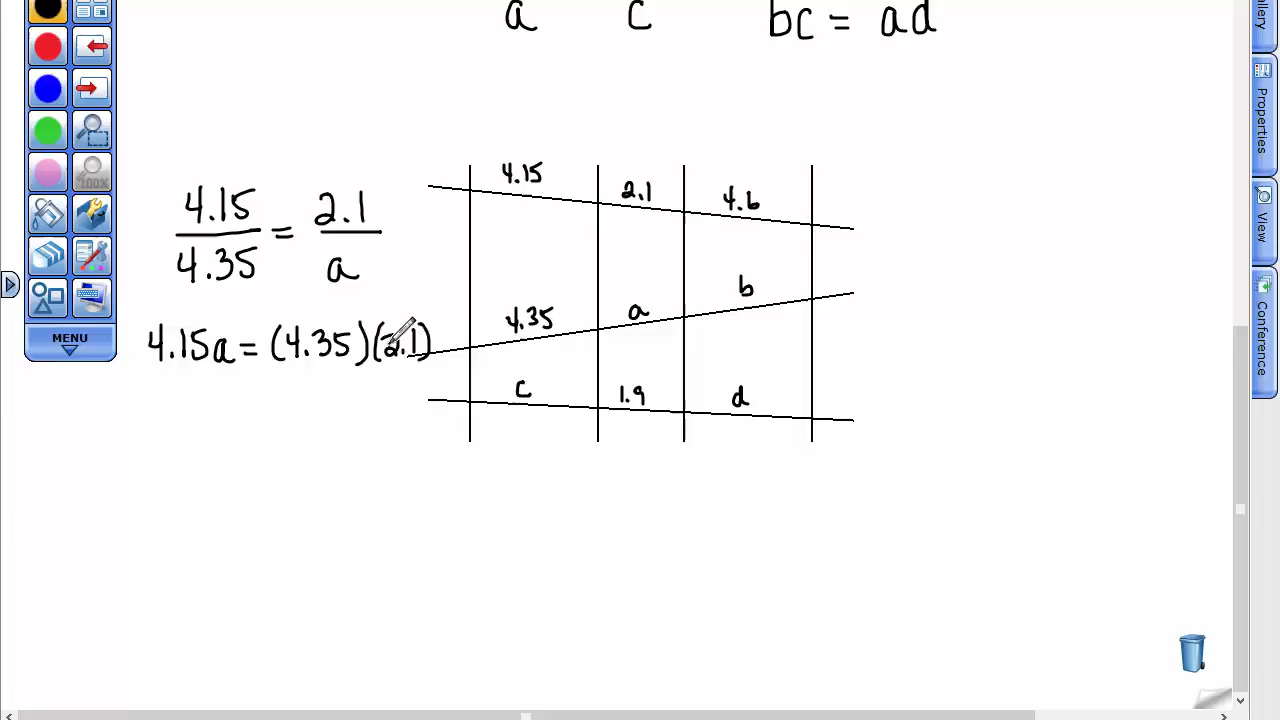 a c bc = ad
4.15 2.1 4.6
4.15 / 4.35 = 2.1 / a
4.35 a b
4.15a = (4.35)(2.1)
c 1.9 d
MENU
100%
Gallery
Properties
View
Conference